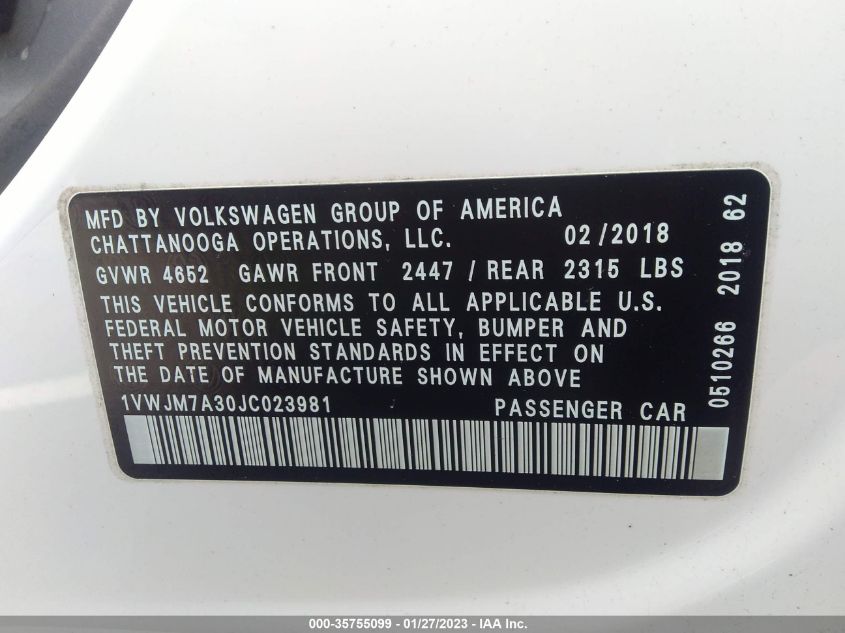 MFD BY VOLKSWAGEN GROUP OF AMERICA
CHATTANOOGA OPERATIONS, LLC. 02/2018
GVWR 4652 GAWR FRONT 2447 / REAR 2315 LBS
THIS VEHICLE CONFORMS TO ALL APPLICABLE U.S.
FEDERAL MOTOR VEHICLE SAFETY, BUMPER AND
THEFT PREVENTION STANDARDS IN EFFECT ON
THE DATE OF MANUFACTURE SHOWN ABOVE
1VWJM7A30JC023981 PASSENGER CAR
0510266 2018 62
000-35755099 - 01/27/2023 - IAA Inc.